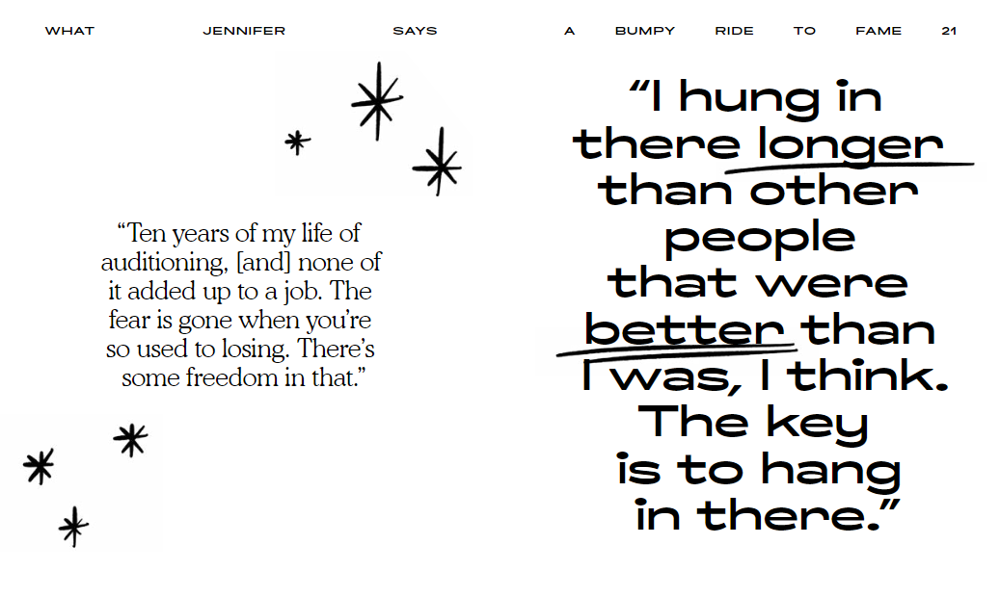 WHAT JENNIFER SAYS
“Ten years of my life of
auditioning, [and] none of
it added up to a job. The
fear is gone when you’re
so used to losing. There’s
some freedom in that.”
A BUMPY RIDE TO FAME 21
“I hung in
there longer
than other
people
that were
better than
I was, I think.
The key
is to hang
in there.”